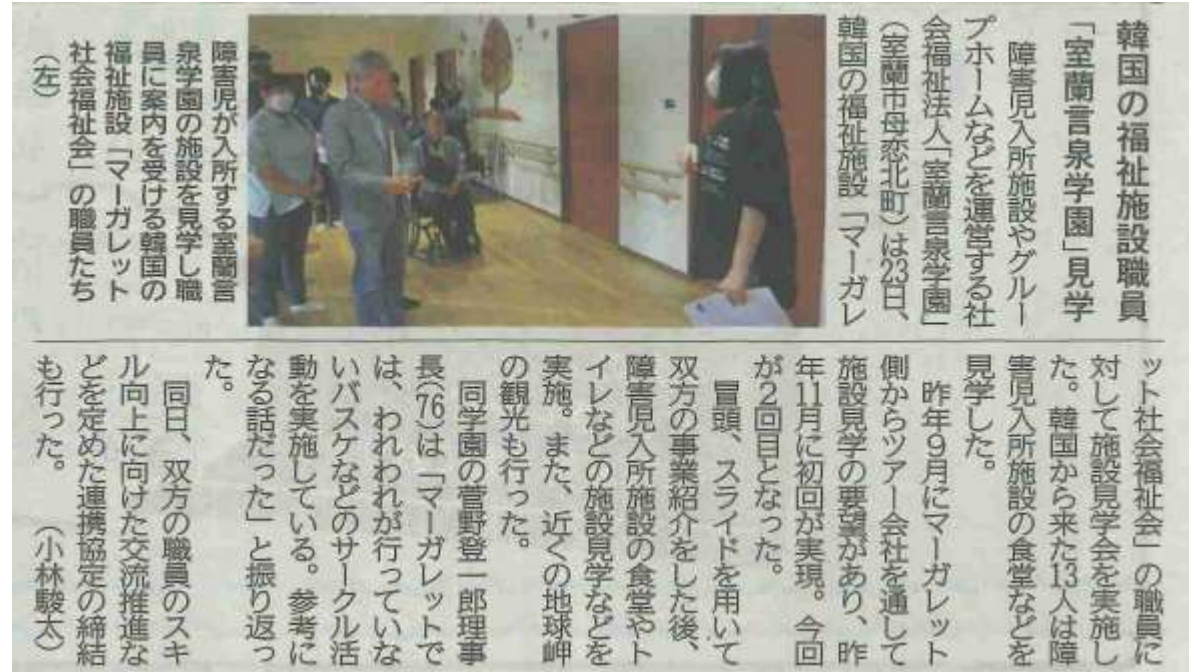 韓国の福祉施設職員
「室蘭言泉学園」見学
障害児入所施設やグルー
プホームなどを運営する社
会福祉法人「室蘭言泉学園」
（室蘭市母恋北町）は23日、
韓国の福祉施設「マーガレ
ット社会福祉会」の職員に
対して施設見学会を実施し
た。韓国から来た13人は障
害児入所施設の食堂などを
見学した。
昨年９月にマーガレット
側からツアー会社を通して
施設見学の要望があり、昨
年11月に初回が実現。今回
が２回目となった。
冒頭、スライドを用いて
双方の事業紹介をした後、
障害児入所施設の食堂やト
イレなどの施設見学などを
実施。また、近くの地球岬
の観光も行った。
同学園の菅野登一郎理事
長（76）は「マーガレットで
は、われわれが行っていな
いバスケなどのサークル活
動を実施している。参考に
なる話だった」と振り返っ
た。
同日、双方の職員のスキ
ル向上に向けた交流推進な
どを定めた連携協定の締結
も行った。（小林駿太）
障害児が入所する室蘭言
泉学園の施設を見学し職
員に案内を受ける韓国の
福祉施設「マーガレット
社会福祉会」の職員たち
（左）